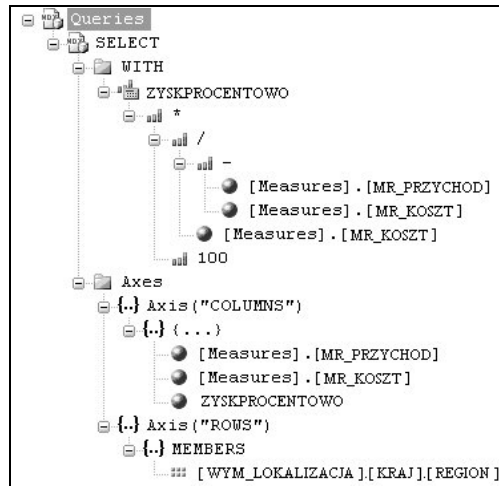 Queries
SELECT
WITH
ZYSKPROCENTOWO
*
/
-
[Measures].[MR_PRZYCHOD]
[Measures].[MR_KOSZT]
[Measures].[MR_KOSZT]
100
Axes
{..} Axis("COLUMNS")
{..} {...}
[Measures].[MR_PRZYCHOD]
[Measures].[MR_KOSZT]
ZYSKPROCENTOWO
{..} Axis("ROWS")
{..} MEMBERS
[WYM_LOKALIZACJA].[KRAJ].[REGION]